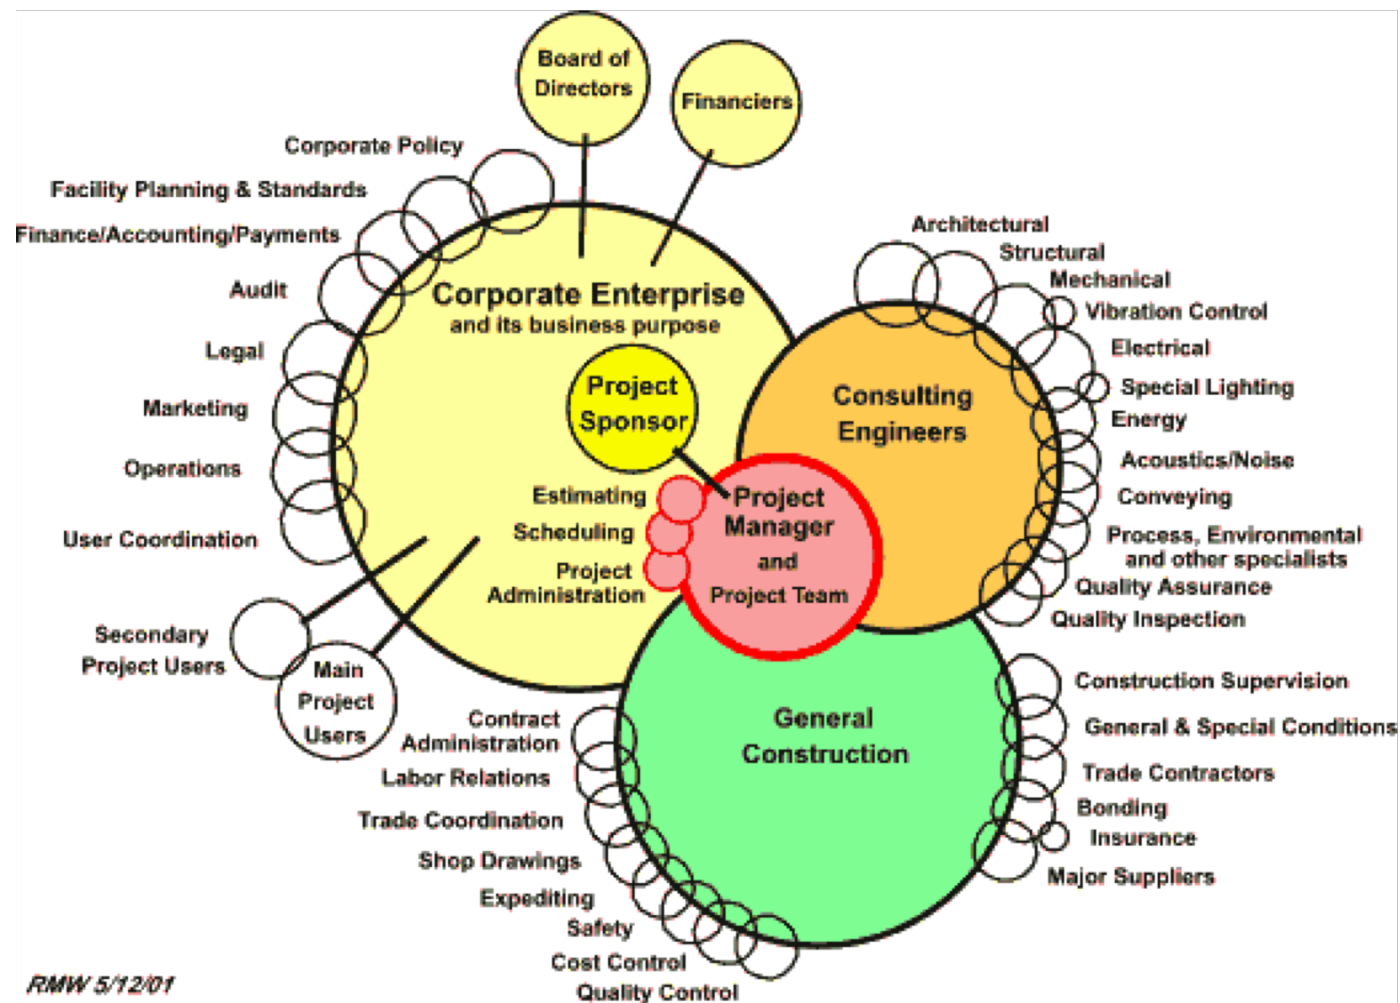 Board of
Directors
Financiers
Corporate Policy
Facility Planning & Standards
Finance/Accounting/Payments
Audit
Legal
Marketing
Operations
User Coordination
Secondary
Project Users
Main
Project
Users
Corporate Enterprise
and its business purpose
Project
Sponsor
Estimating
Scheduling
Project
Administration
Project
Manager
and
Project Team
Consulting
Engineers
Architectural
Structural
Mechanical
Vibration Control
Electrical
Special Lighting
Energy
Acoustics/Noise
Conveying
Process, Environmental
and other specialists
Quality Assurance
Quality Inspection
General
Construction
Construction Supervision
General & Special Conditions
Trade Contractors
Bonding
Insurance
Major Suppliers
Contract
Administration
Labor Relations
Trade Coordination
Shop Drawings
Expediting
Safety
Cost Control
Quality Control
RMW 5/12/01